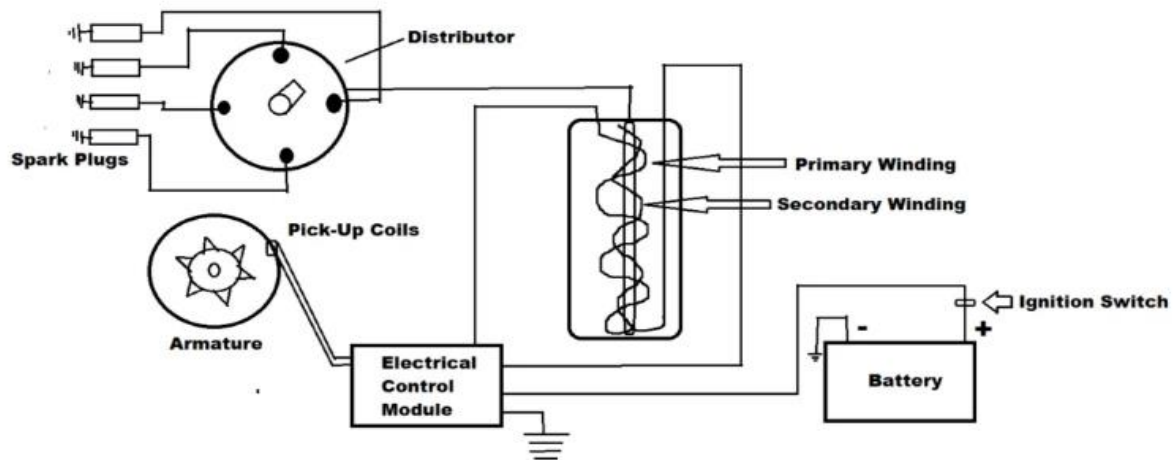 Distributor
Spark Plugs
Primary Winding
Secondary Winding
Pick-Up Coils
Ignition Switch
- +
Armature
Electrical
Control
Module
Battery